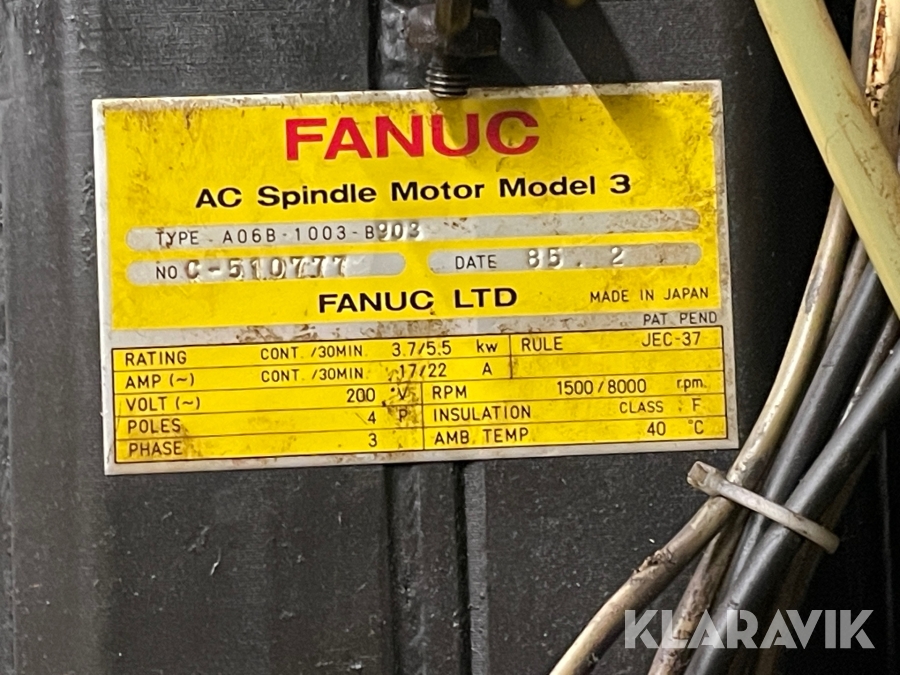 FANUC
AC Spindle Motor Model 3
TYPE A06B-1003-B903
NO C-510777 DATE 85. 2
FANUC LTD MADE IN JAPAN
PAT. PEND
RATING CONT. /30MIN. 3.7/5.5 kw RULE JEC-37
AMP (~) CONT. /30MIN. 17/22 A
VOLT (~) 200 V RPM 1500/8000 rpm.
POLES 4 P INSULATION CLASS F
PHASE 3 AMB. TEMP 40 °C
KLARAVIK